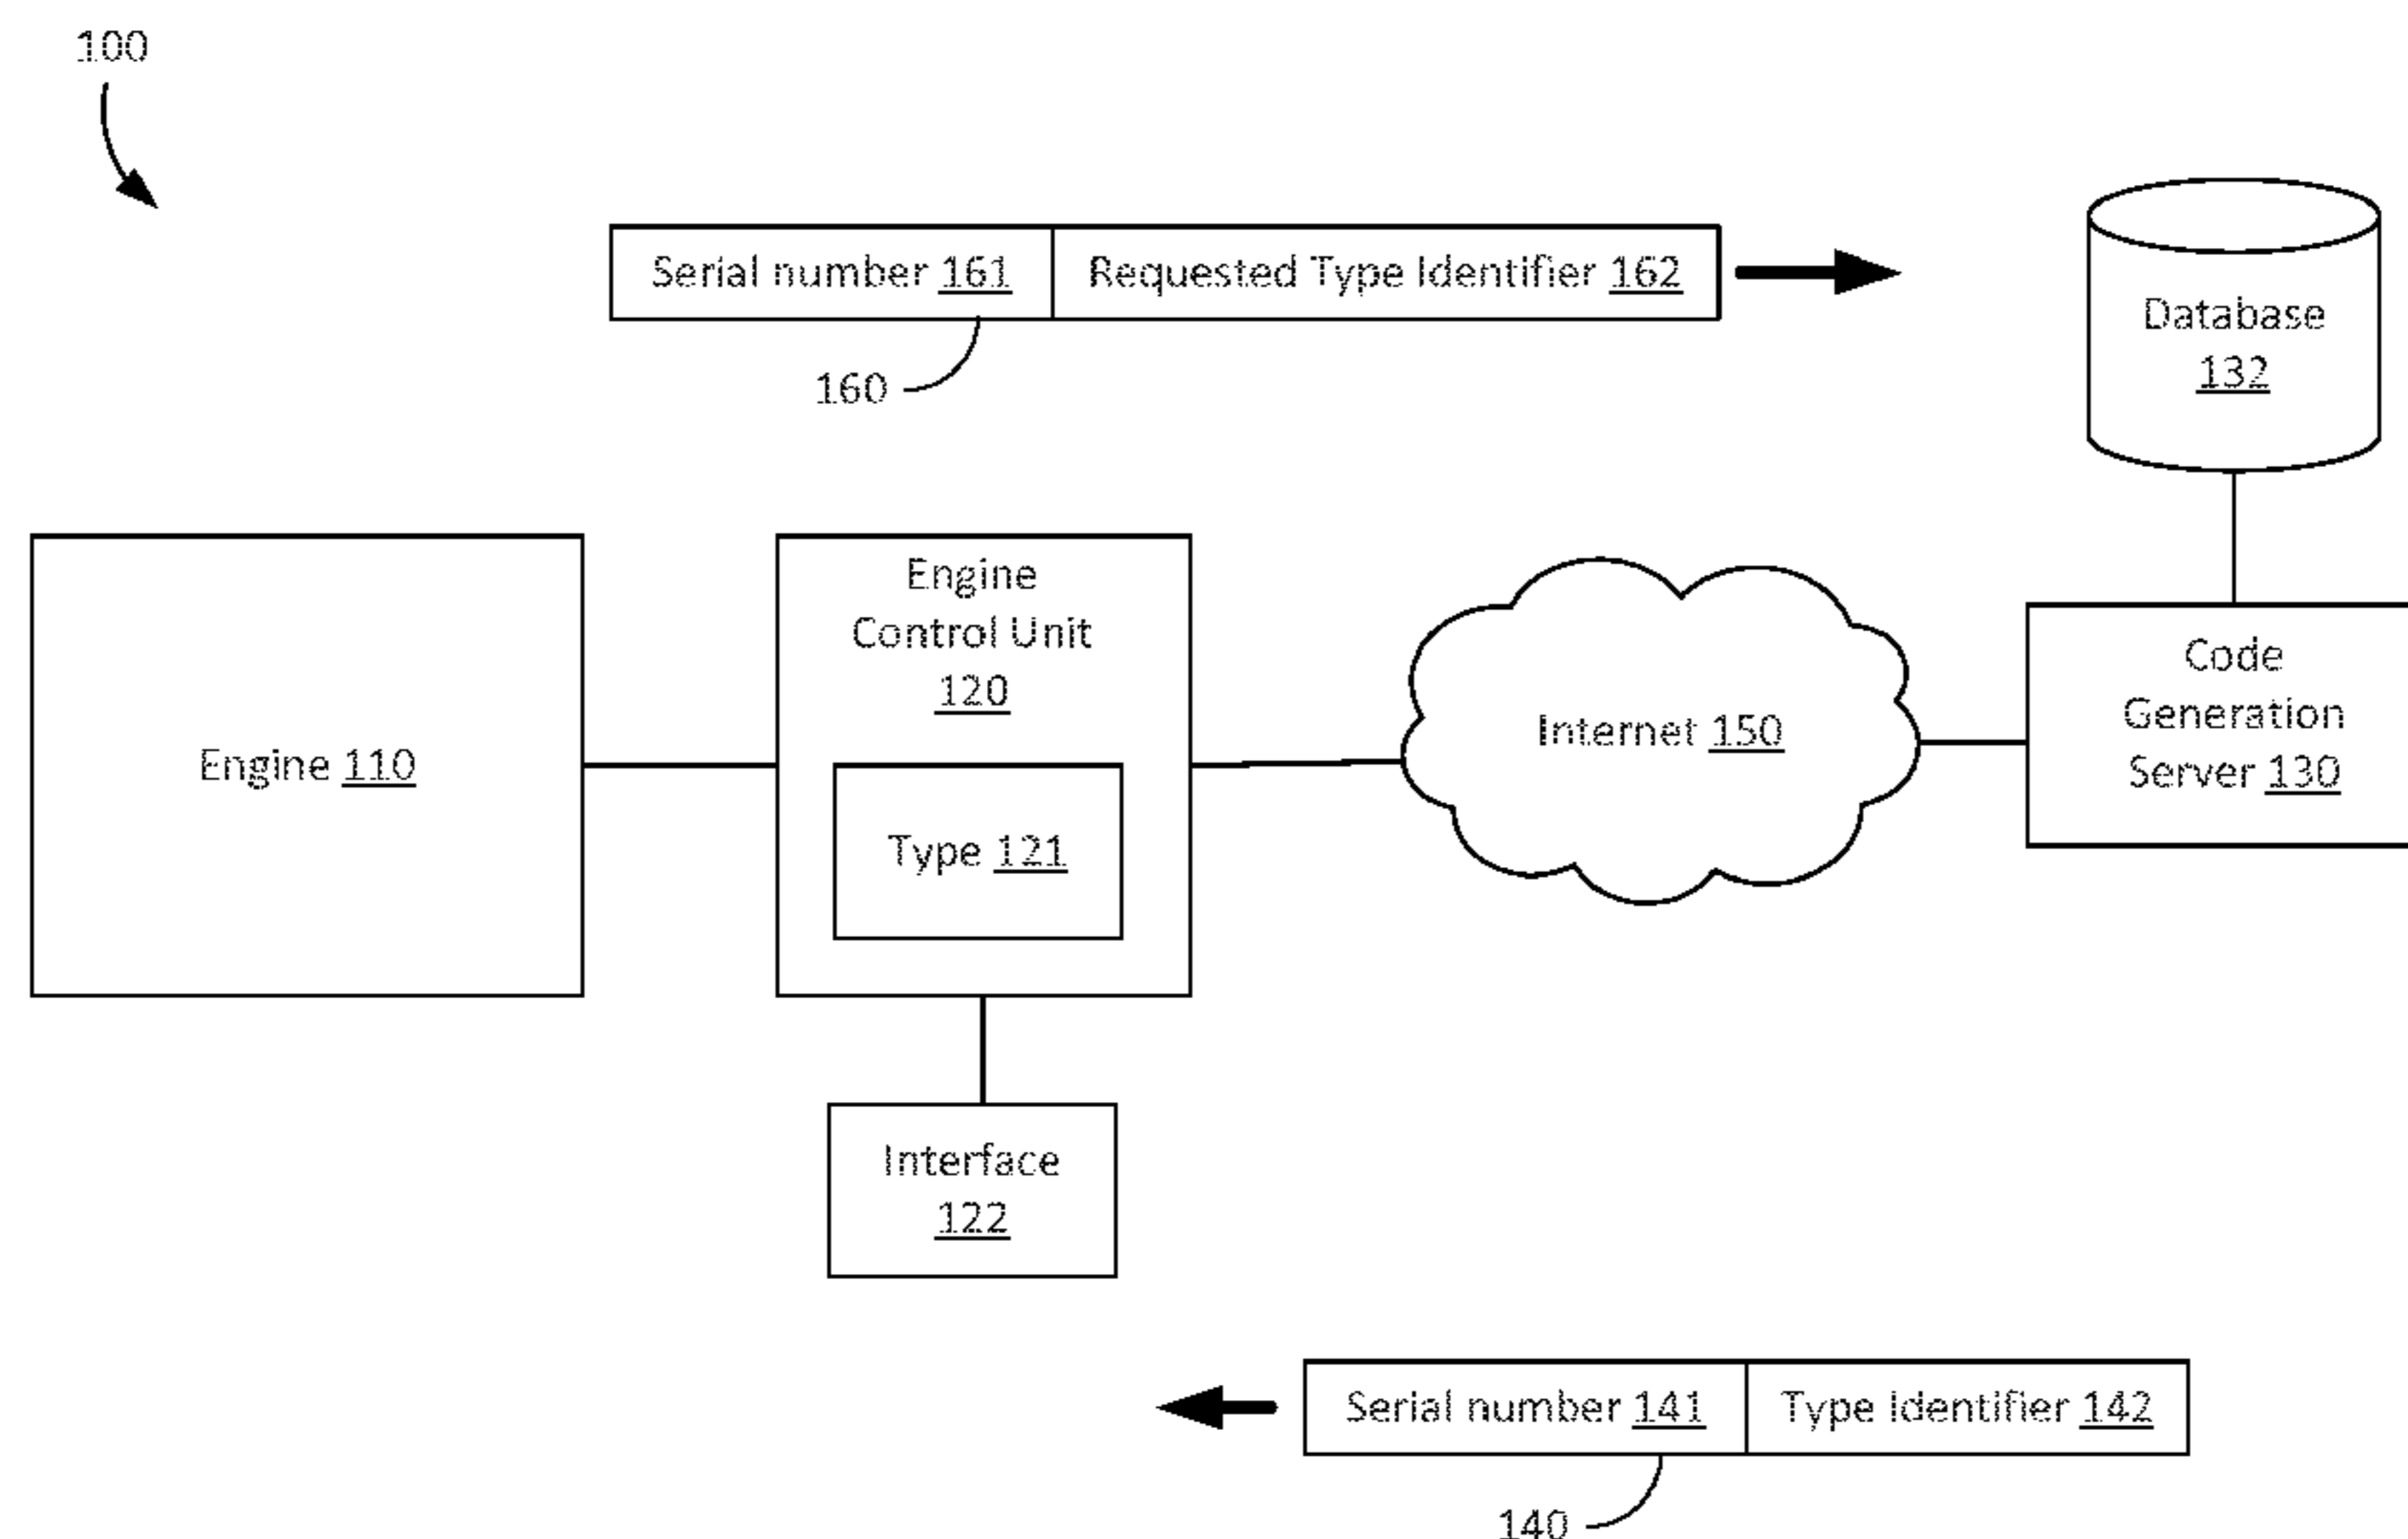 100
Serial number 161
Requested Type Identifier 162
160
Database
132
Engine 110
Engine
Control Unit
120
Type 121
Internet 150
Code
Generation
Server 130
Interface
122
Serial number 141
Type Identifier 142
140